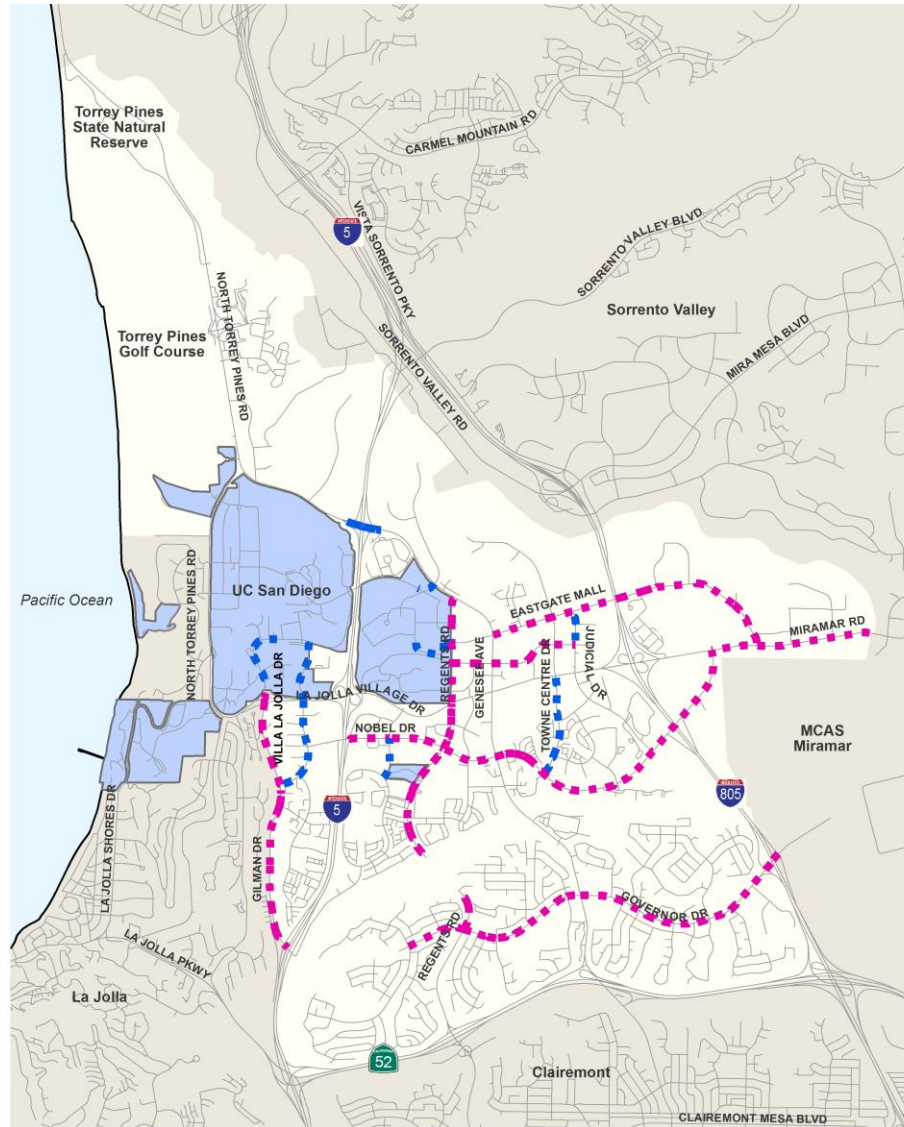 Torrey Pines
State Natural
Reserve
CARMEL MOUNTAIN RD
INTERSTATE
5
VISTA SORRENTO PKY
SORRENTO VALLEY BLVD
Sorrento Valley
NORTH TORREY PINES RD
Torrey Pines
Golf Course
SORRENTO VALLEY RD
MIRA MESA BLVD
NORTH TORREY PINES RD
UC San Diego
Pacific Ocean
EASTGATE MALL
MIRAMAR RD
REGENTS RD
GENESEE AVE
TOWNE CENTRE DR
JUDICIAL DR
VILLA LA JOLLA DR
LA JOLLA VILLAGE DR
NOBEL DR
MCAS
Miramar
INTERSTATE
805
INTERSTATE
5
LA JOLLA SHORES DR
GILMAN DR
GOVERNOR DR
REGENTS RD
LA JOLLA PKWY
La Jolla
CALIFORNIA
52
Clairemont
CLAIREMONT MESA BLVD